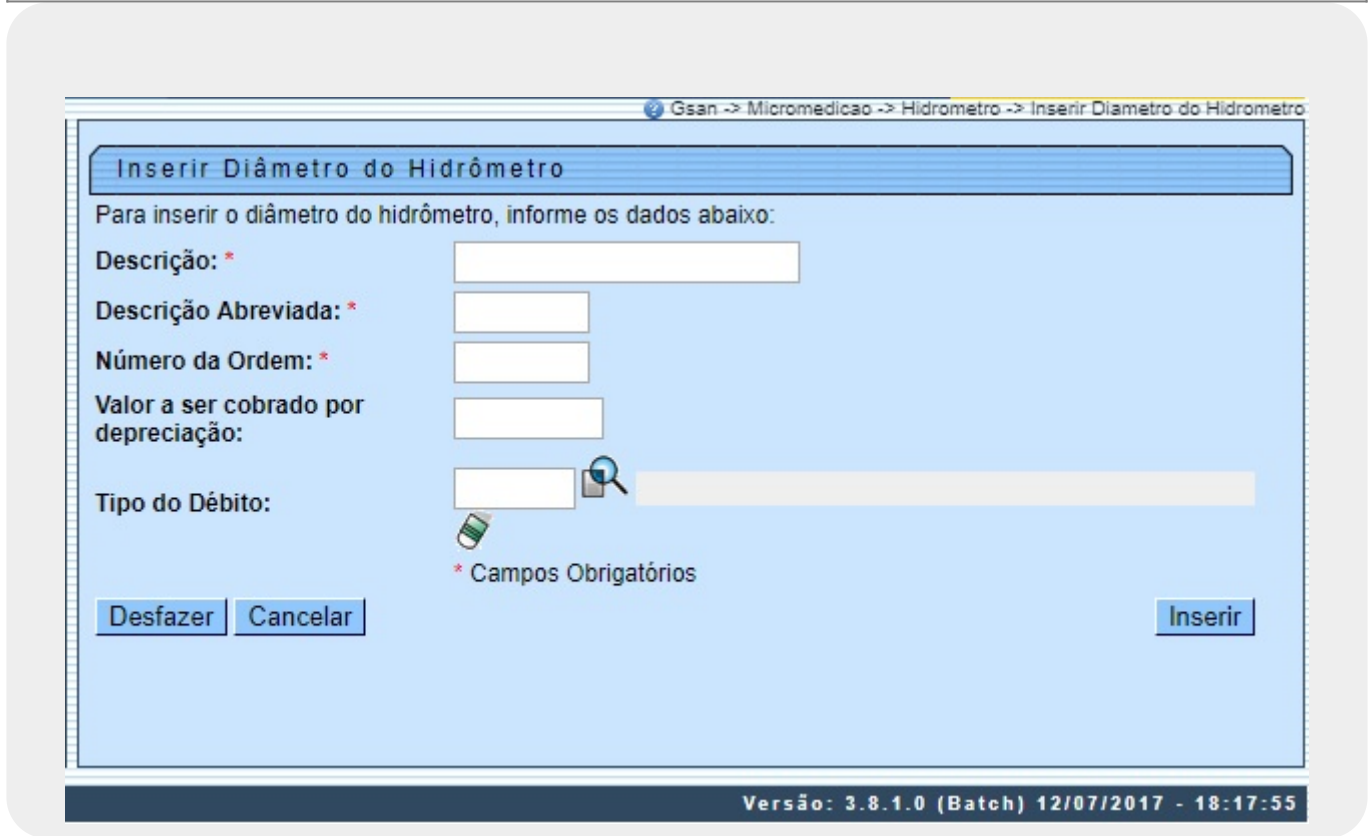 Gsan -> Micromedicao -> Hidrometro -> Inserir Diametro do Hidrometro
Inserir Diâmetro do Hidrômetro
Para inserir o diâmetro do hidrômetro, informe os dados abaixo:
Descrição: *
Descrição Abreviada: *
Número da Ordem: *
Valor a ser cobrado por
depreciação:
Tipo do Débito:
* Campos Obrigatórios
Desfazer Cancelar Inserir
Versão: 3.8.1.0 (Batch) 12/07/2017 - 18:17:55